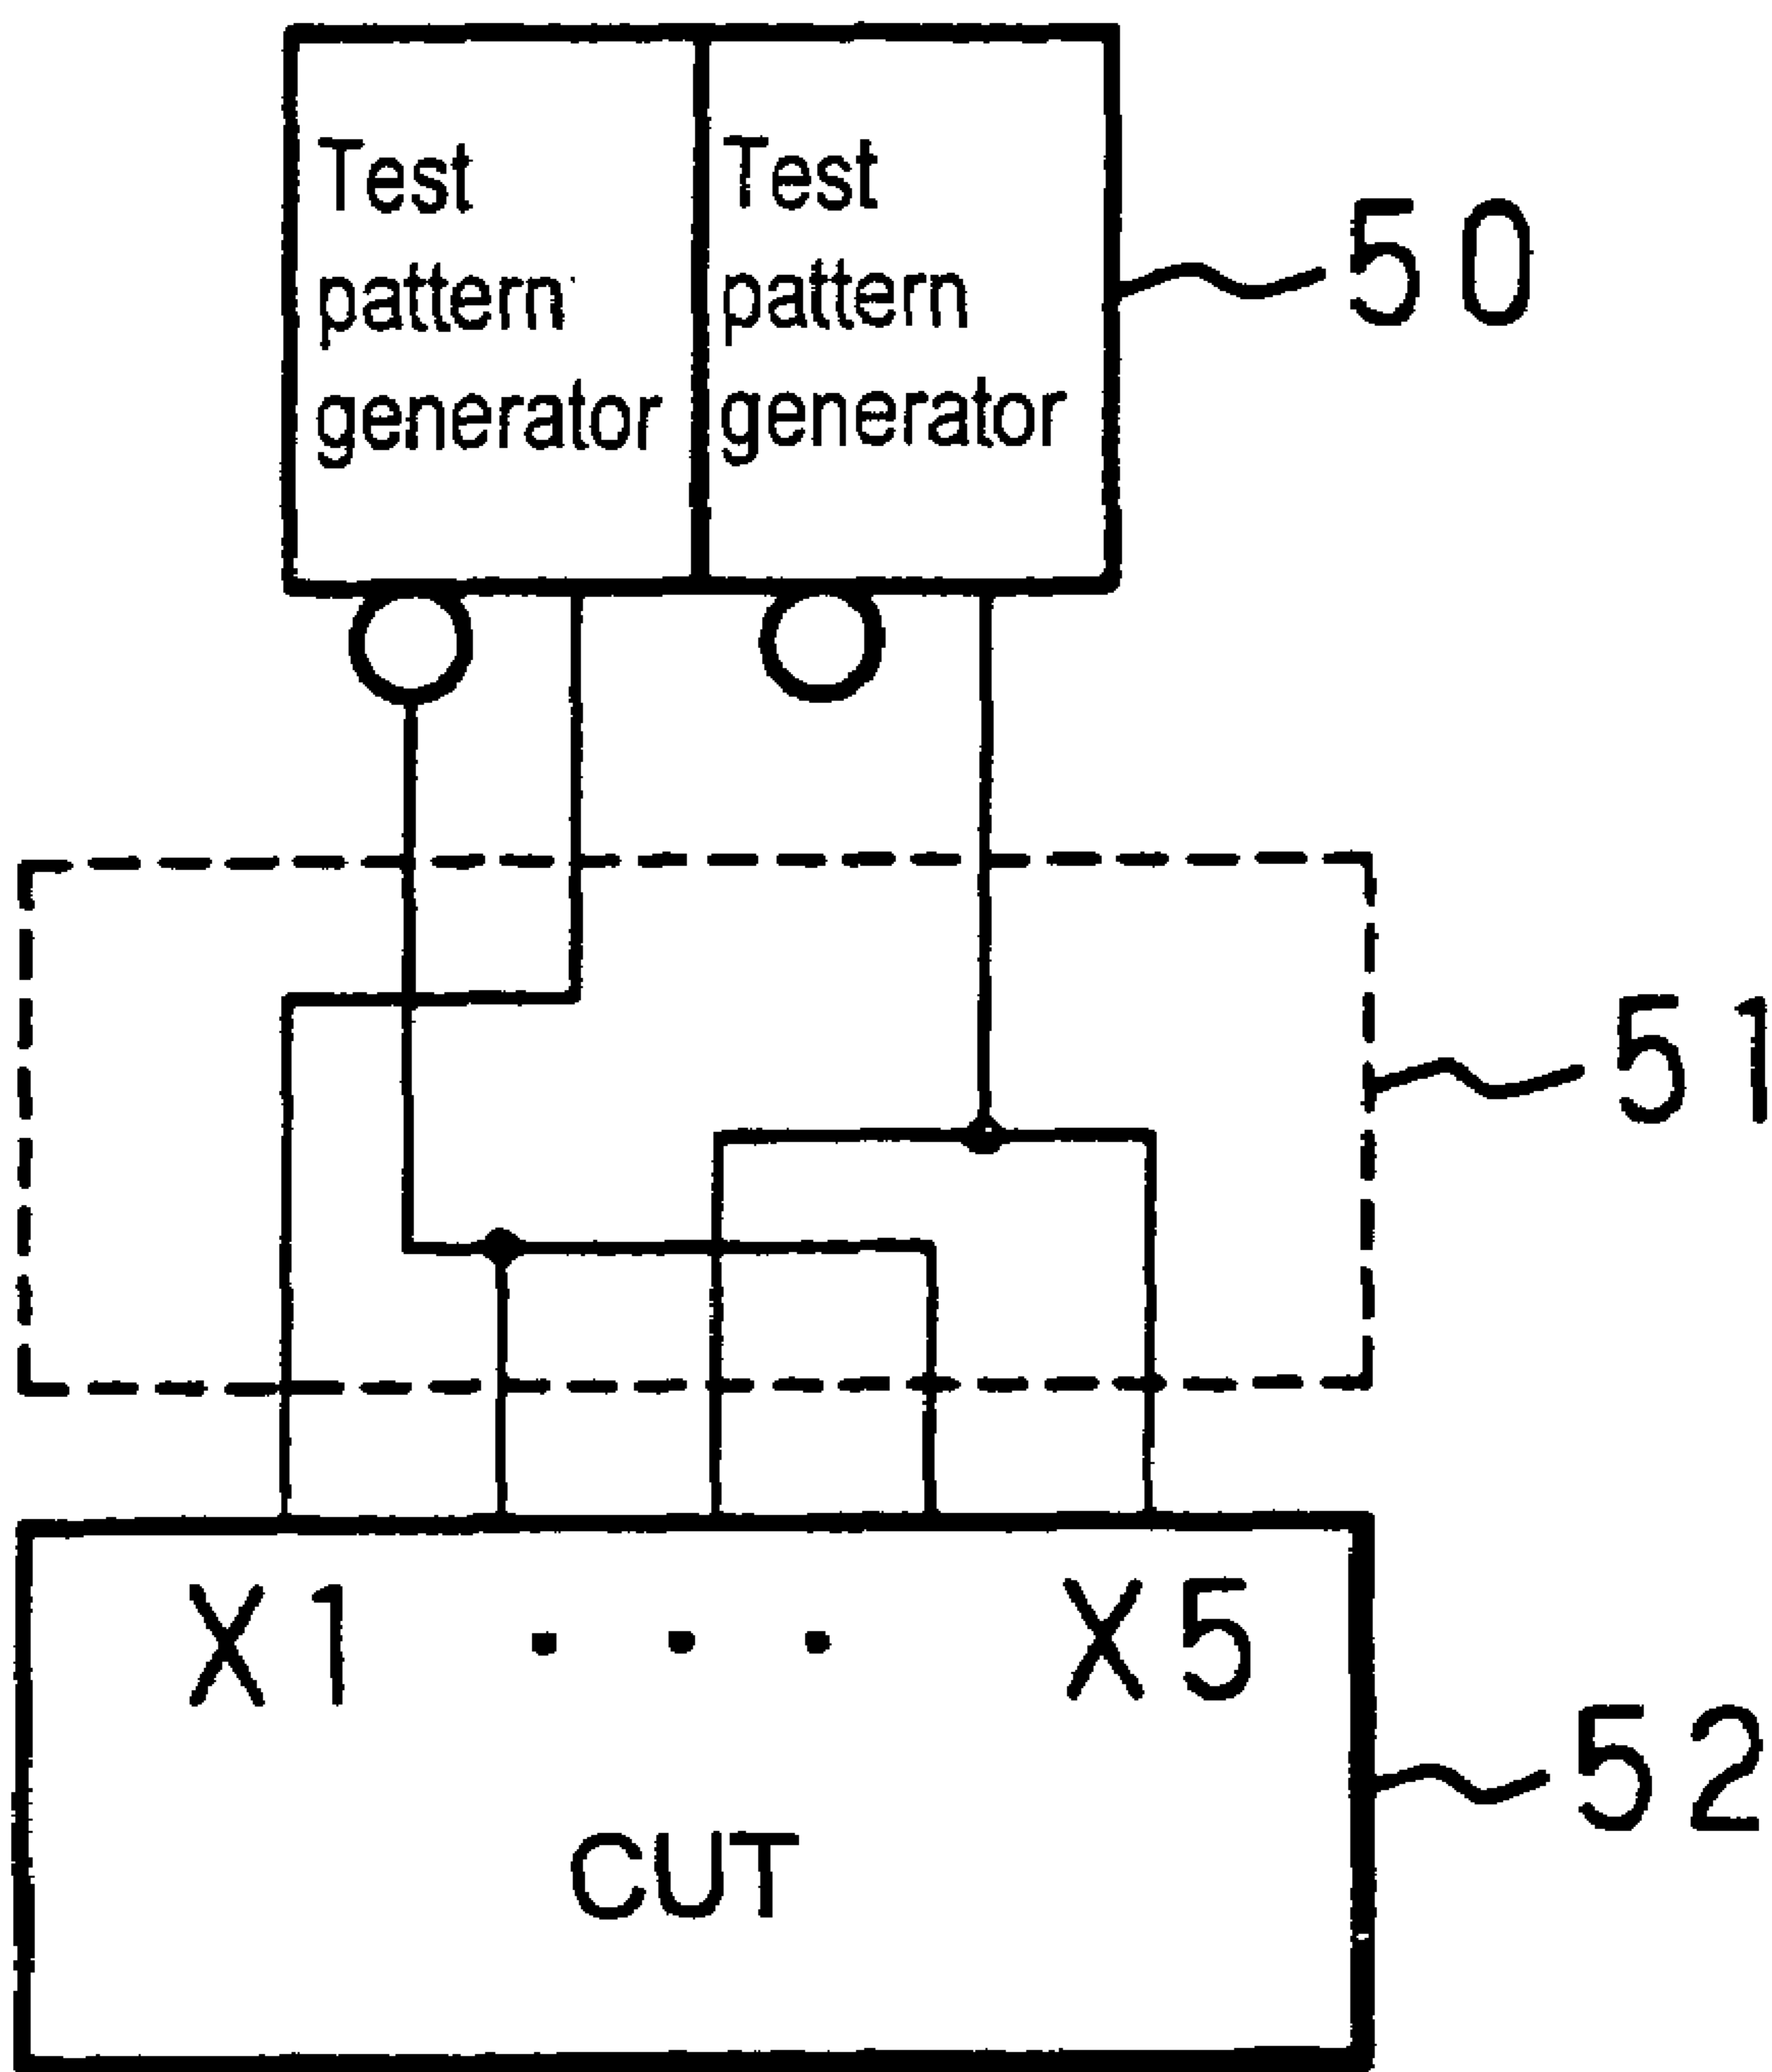 Test
pattern
generator
Test
pattern
generator
50
51
X1 · · · X5
52
CUT